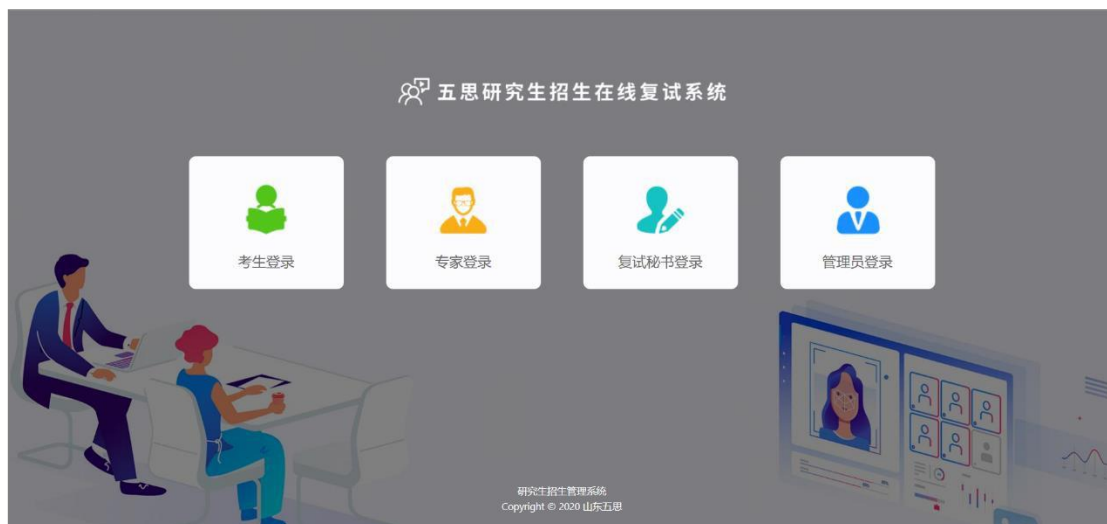 五思研究生招生在线复试系统
考生登录
专家登录
复试秘书登录
管理员登录
研究生招生管理系统
Copyright © 2020 山东五思